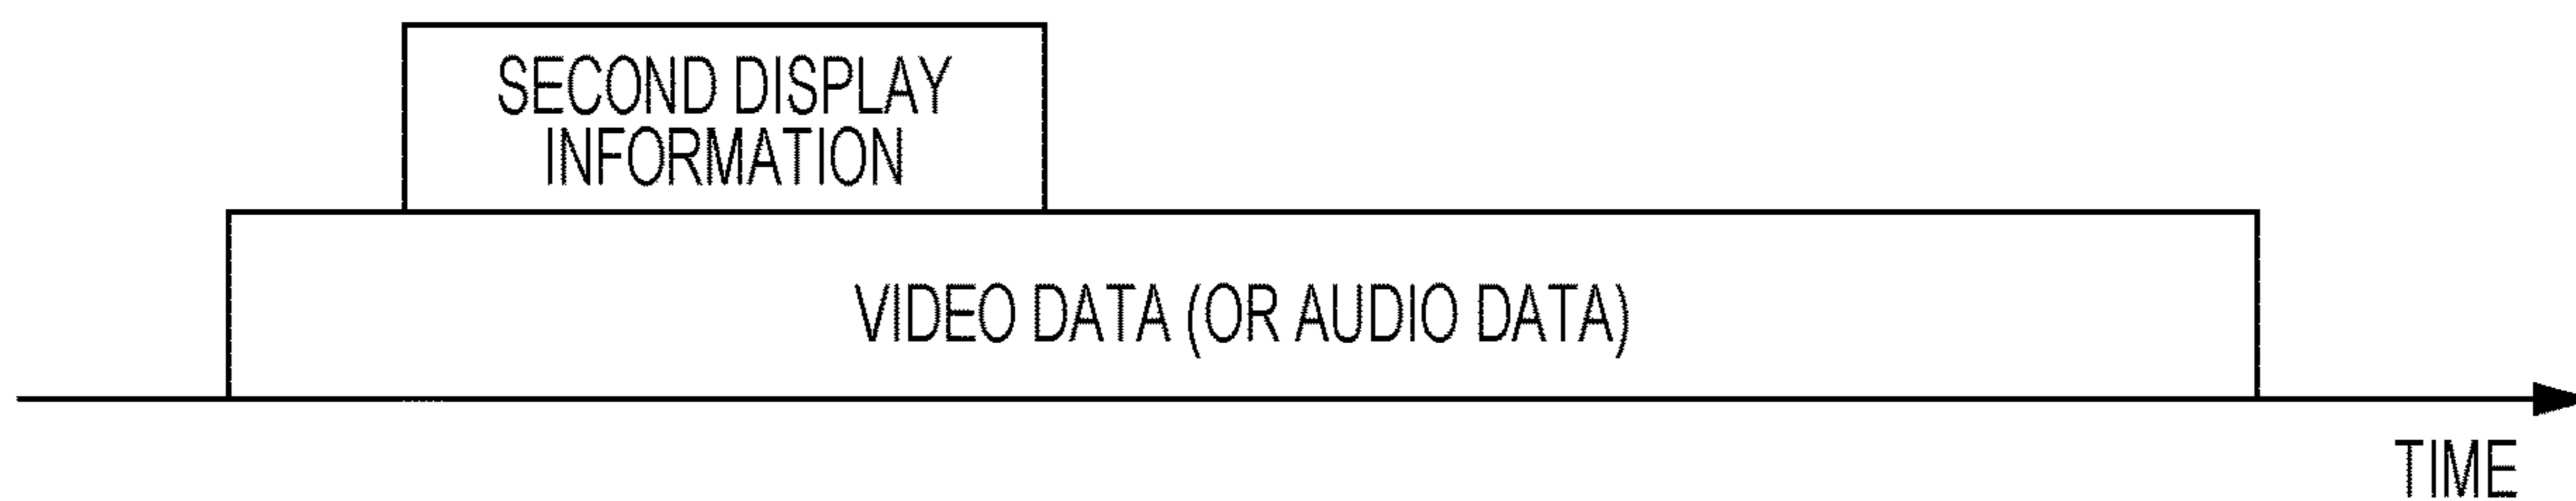 SECOND DISPLAY
INFORMATION
VIDEO DATA (OR AUDIO DATA)
TIME